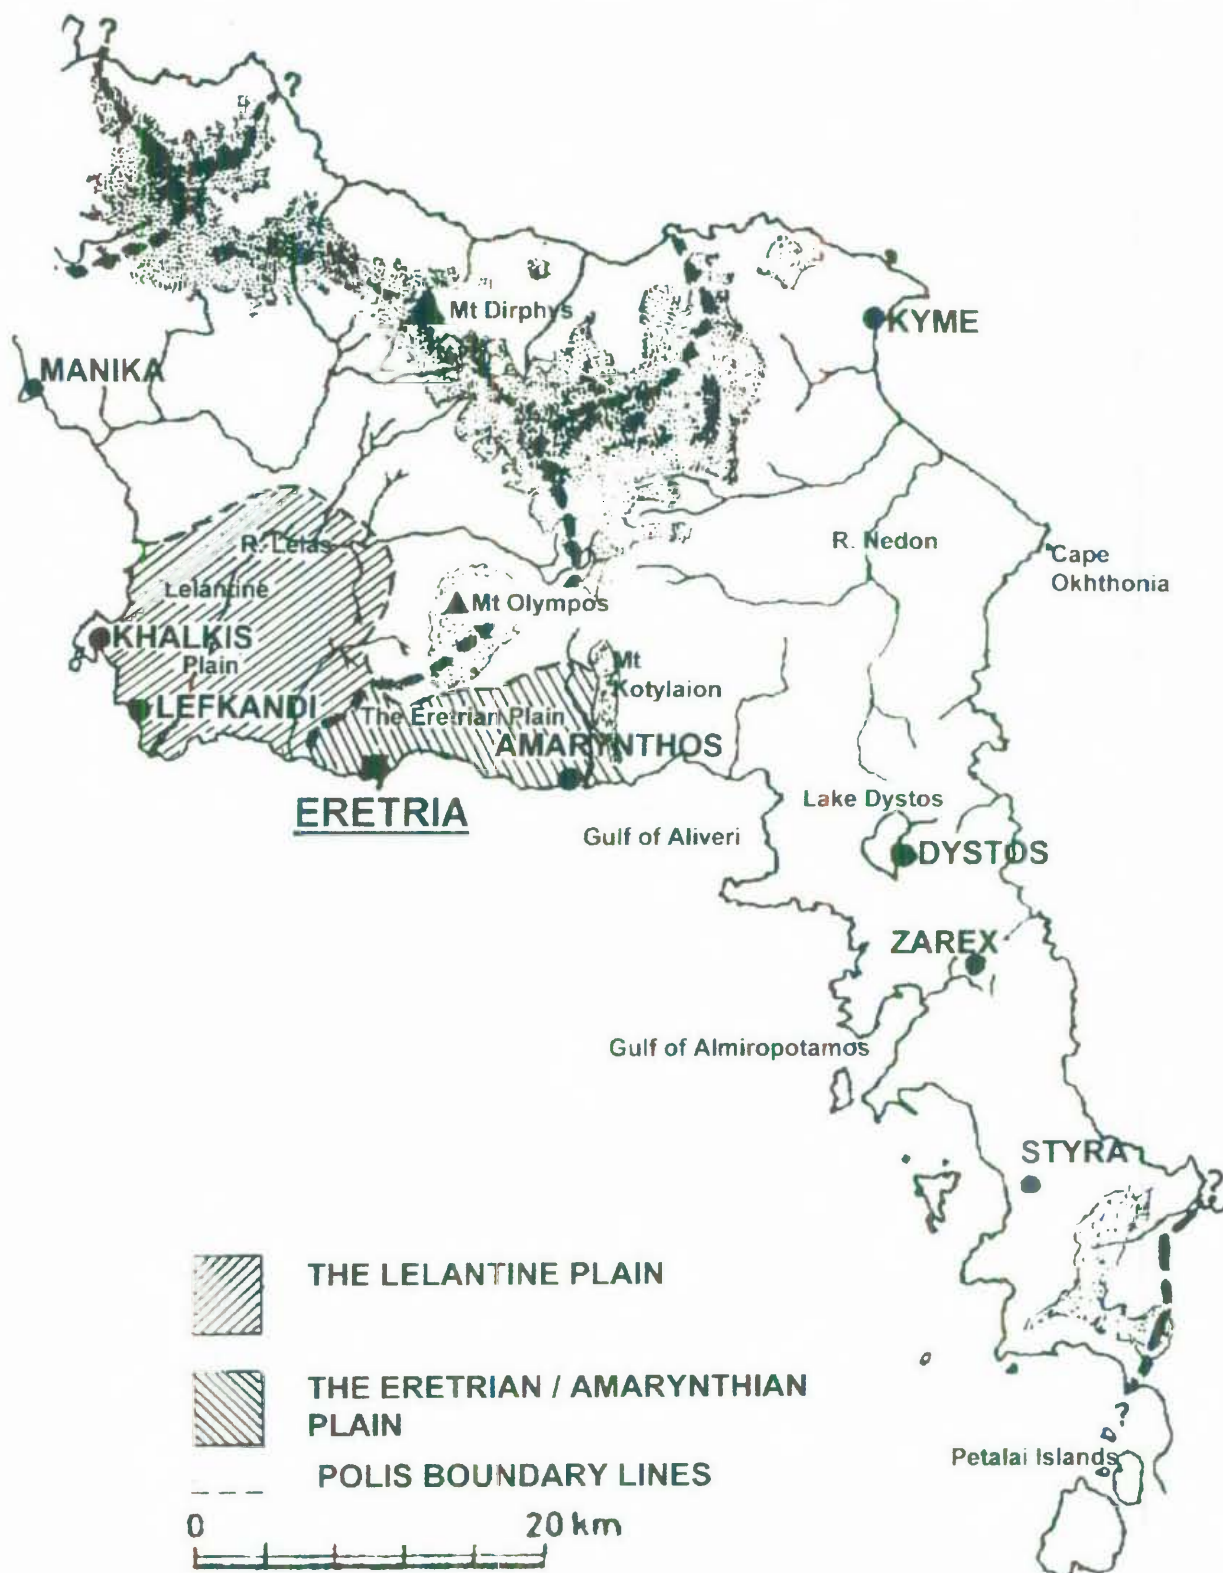 ? ?
?
Mt Dirphys
KYME
MANIKA
R. Lelas
R. Nedon
Cape
Okhthonia
Lelantine
Mt Olympos
KHALKIS
Plain
Mt
Kotylaion
LEFKANDI
The Eretrian Plain
AMARYNTHOS
ERETRIA
Lake Dystos
Gulf of Aliveri
DYSTOS
ZAREX
Gulf of Almiropotamos
STYRA
?
THE LELANTINE PLAIN
THE ERETRIAN / AMARYNTHIAN
PLAIN
?
Petalai Islands
POLIS BOUNDARY LINES
0 20 km